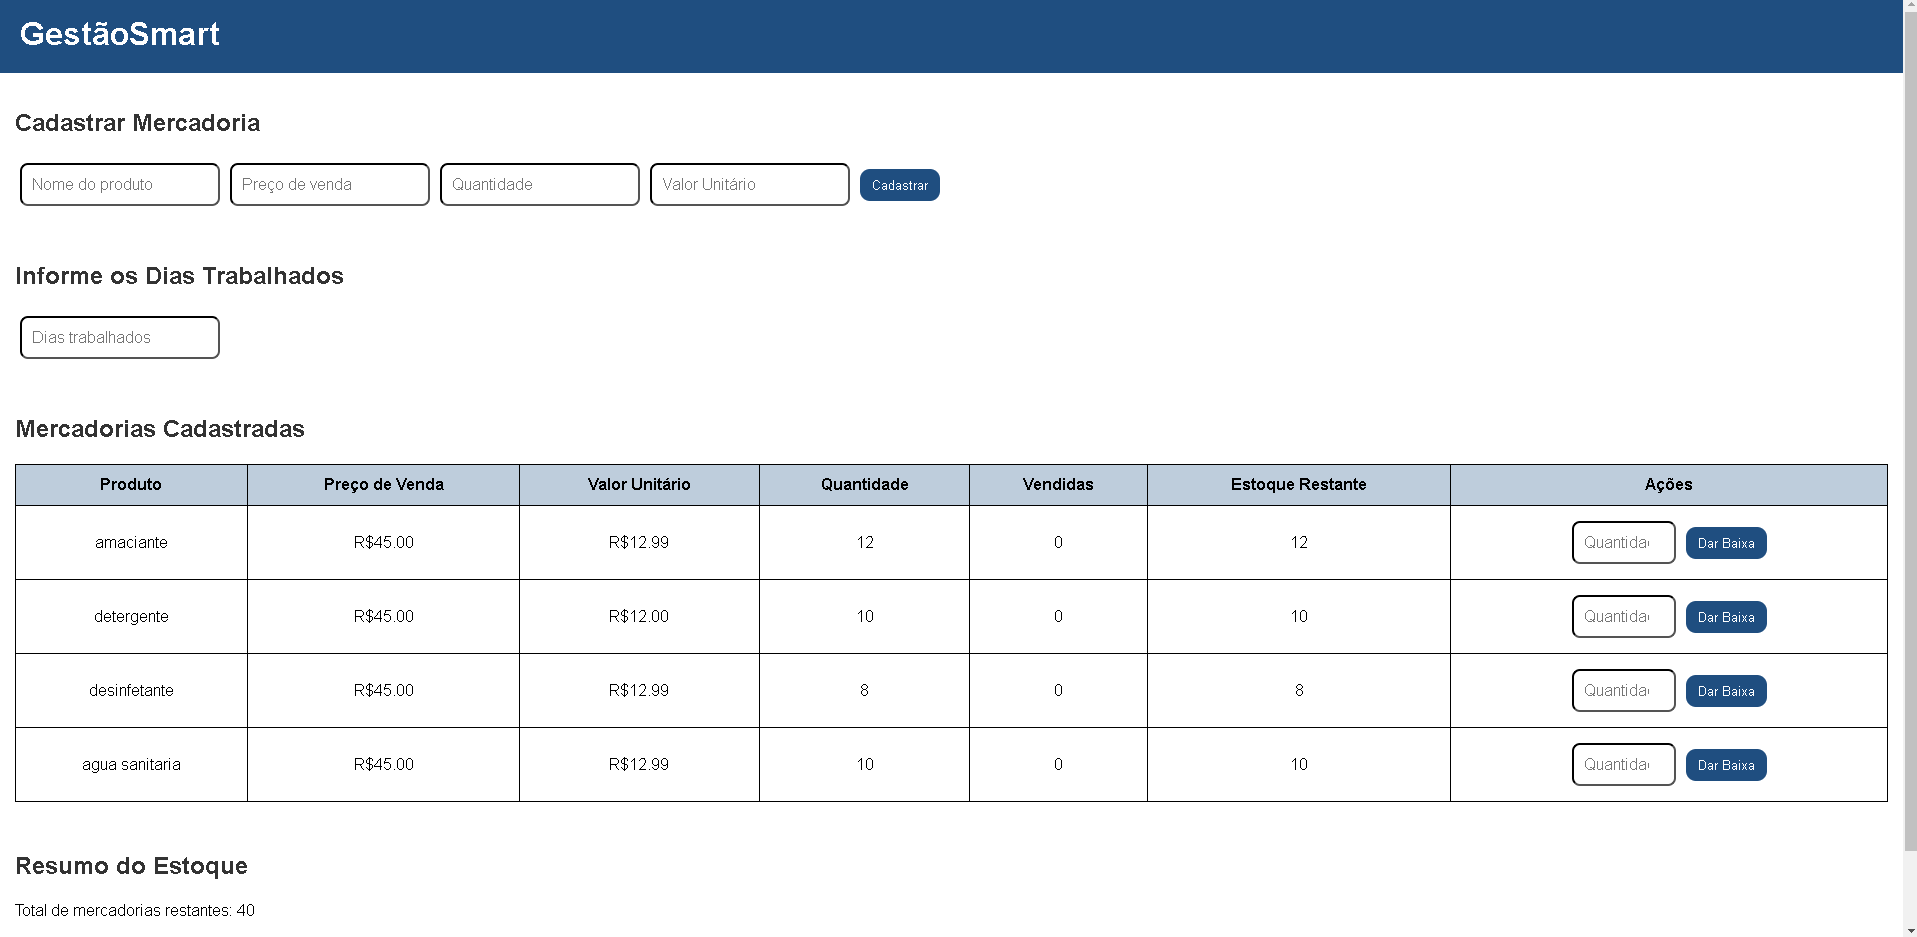 GestãoSmart
Cadastrar Mercadoria
Nome do produto Preço de venda Quantidade Valor Unitário Cadastrar
Informe os Dias Trabalhados
Dias trabalhados
Mercadorias Cadastradas
Produto Preço de Venda Valor Unitário Quantidade Vendidas Estoque Restante Ações
amaciante R$45.00 R$12.99 12 0 12 Quantida Dar Baixa
detergente R$45.00 R$12.00 10 0 10 Quantida Dar Baixa
desinfetante R$45.00 R$12.99 8 0 8 Quantida Dar Baixa
agua sanitaria R$45.00 R$12.99 10 0 10 Quantida Dar Baixa
Resumo do Estoque
Total de mercadorias restantes: 40